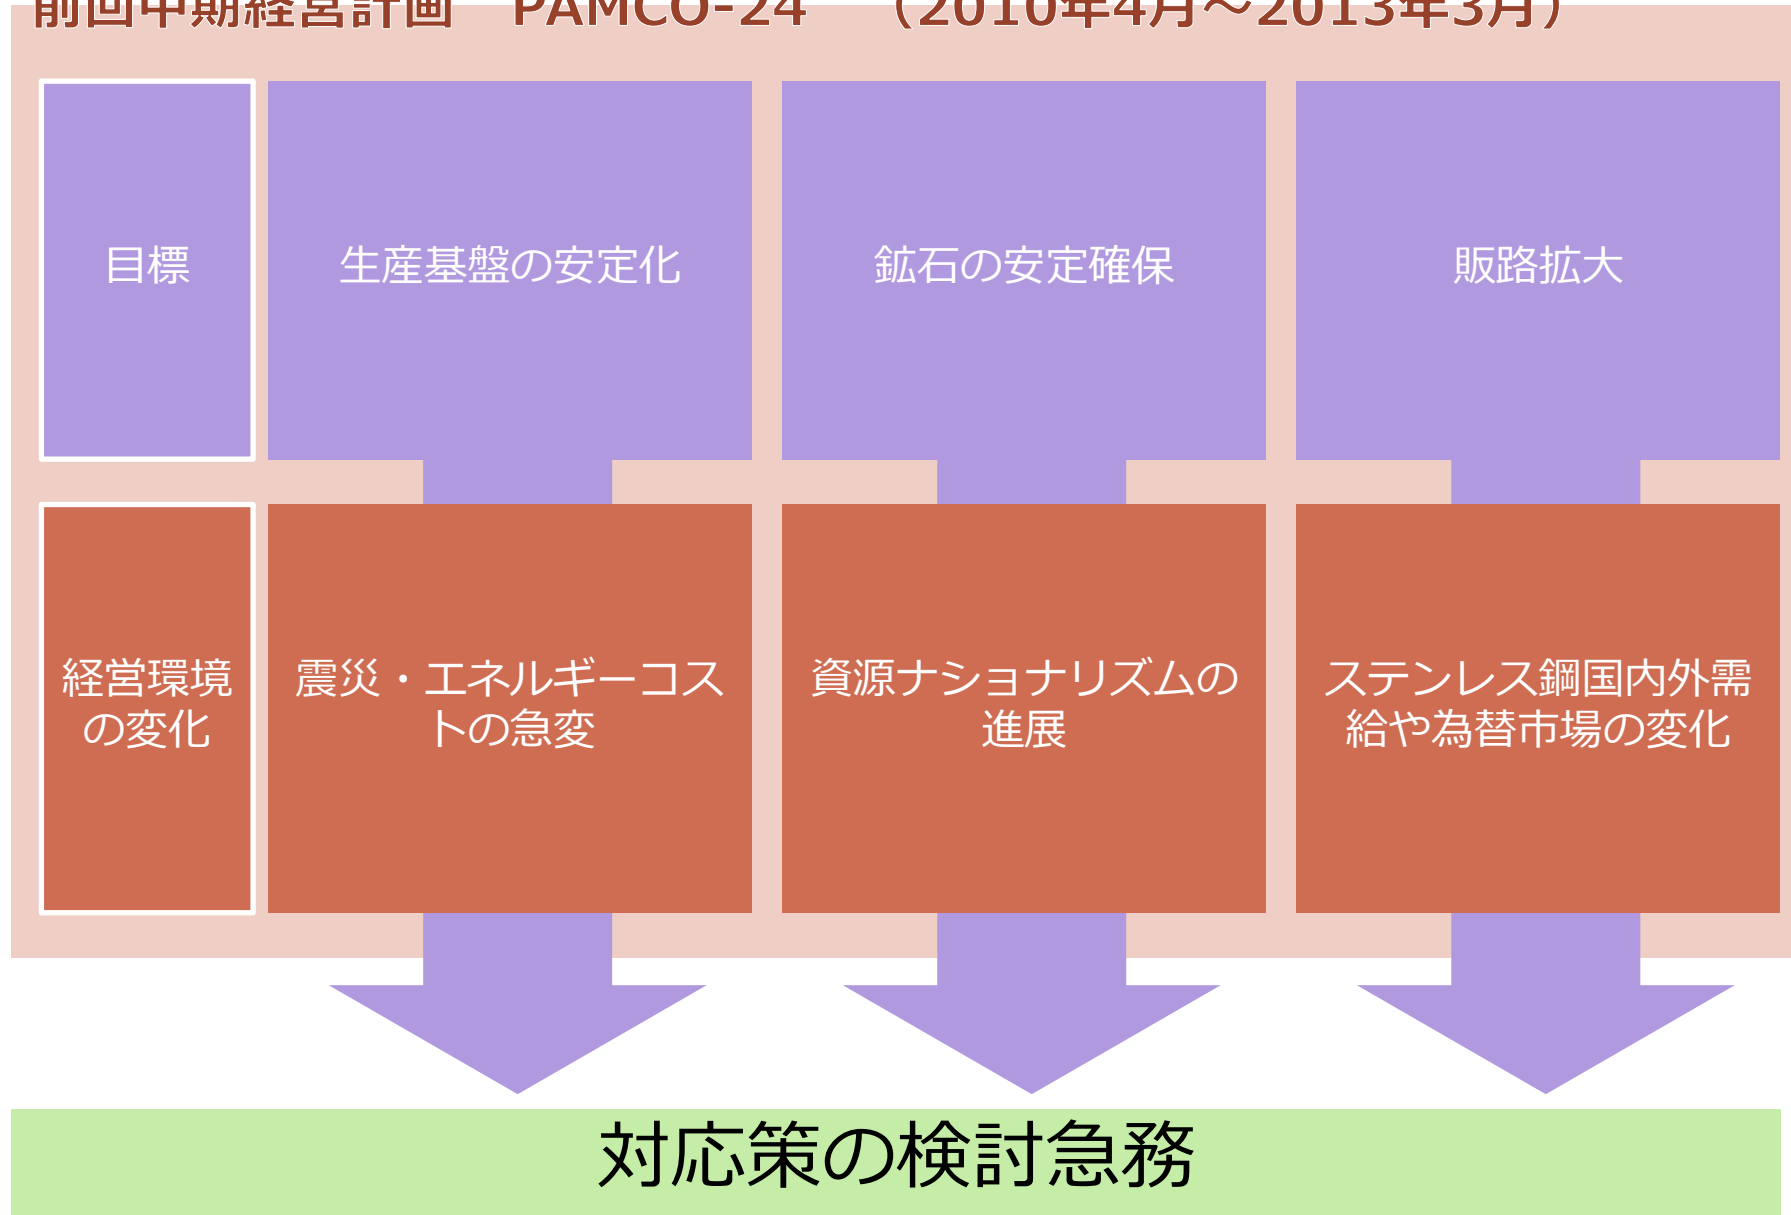 前回中期経営計画　PAMCO-24　（2010年4月～2013年3月）
目標
生産基盤の安定化
鉱石の安定確保
販路拡大
経営環境
の変化
震災・エネルギーコス
トの急変
資源ナショナリズムの
進展
ステンレス鋼国内外需
給や為替市場の変化
対応策の検討急務